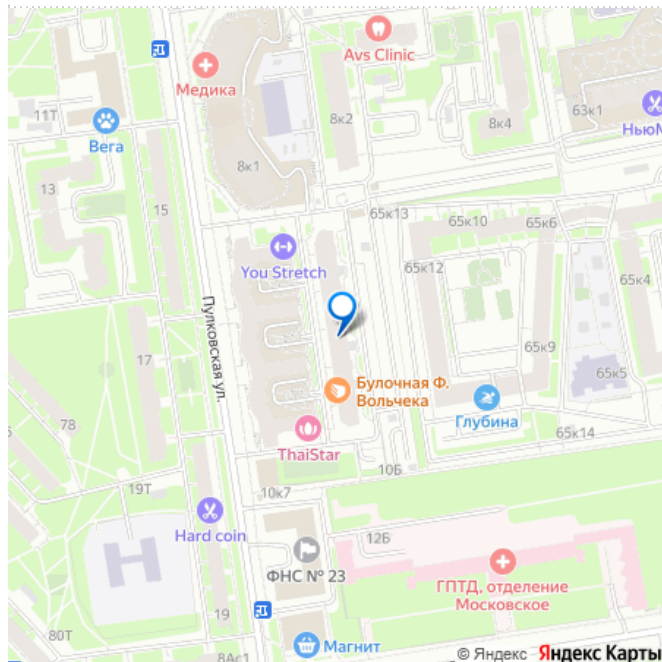 Avs Clinic
Медика
11Т
8к2
8к4
63к1
НьюМ
Вега
8к1
13
15
65к13
65к10
65к6
You Stretch
65к12
65к4
Пулковская ул.
17
65к9
65к5
Булочная Ф.
Вольчека
Глубина
78
ThaiStar
65к14
10Б
19Т
10к7
Hard coin
12Б
ФНС № 23
ГПТД, отделение
Московское
19
80Т
Магнит
8Ас1
© Яндекс Яндекс Карты